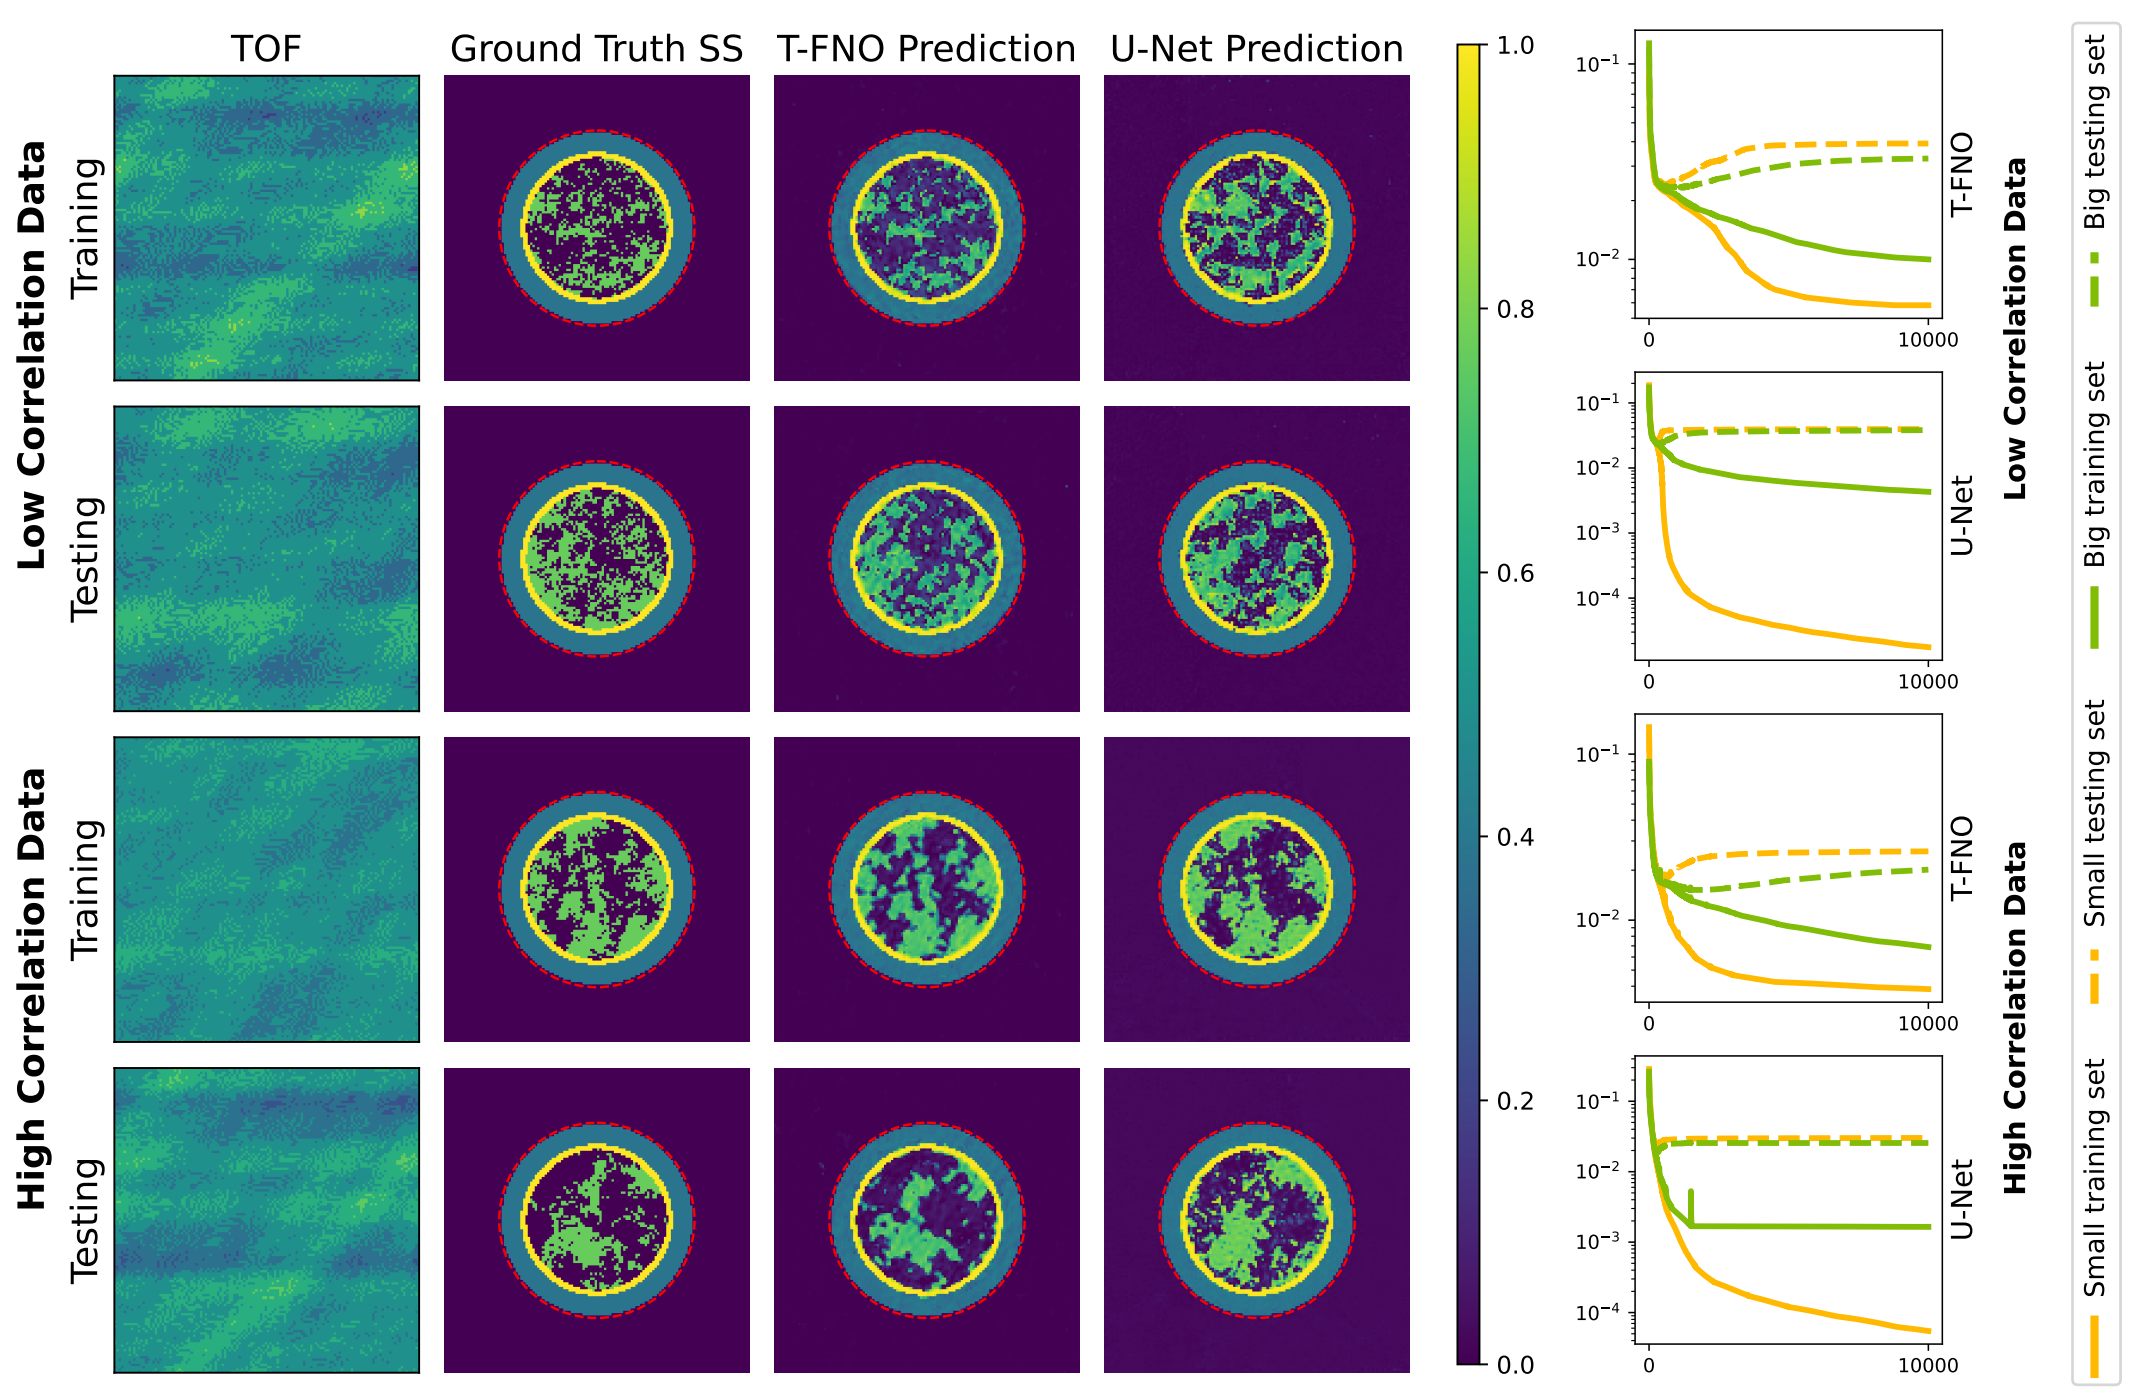 TOF
Ground Truth SS
T-FNO Prediction
U-Net Prediction
Low Correlation Data
Training
Testing
High Correlation Data
Training
Testing
1.0
0.8
0.6
0.4
0.2
0.0
10⁻¹
10⁻²
0
10000
T-FNO
10⁻¹
10⁻²
10⁻³
10⁻⁴
0
10000
U-Net
Low Correlation Data
10⁻¹
10⁻²
0
10000
T-FNO
10⁻¹
10⁻²
10⁻³
10⁻⁴
0
10000
U-Net
High Correlation Data
Small training set
Small testing set
Big training set
Big testing set